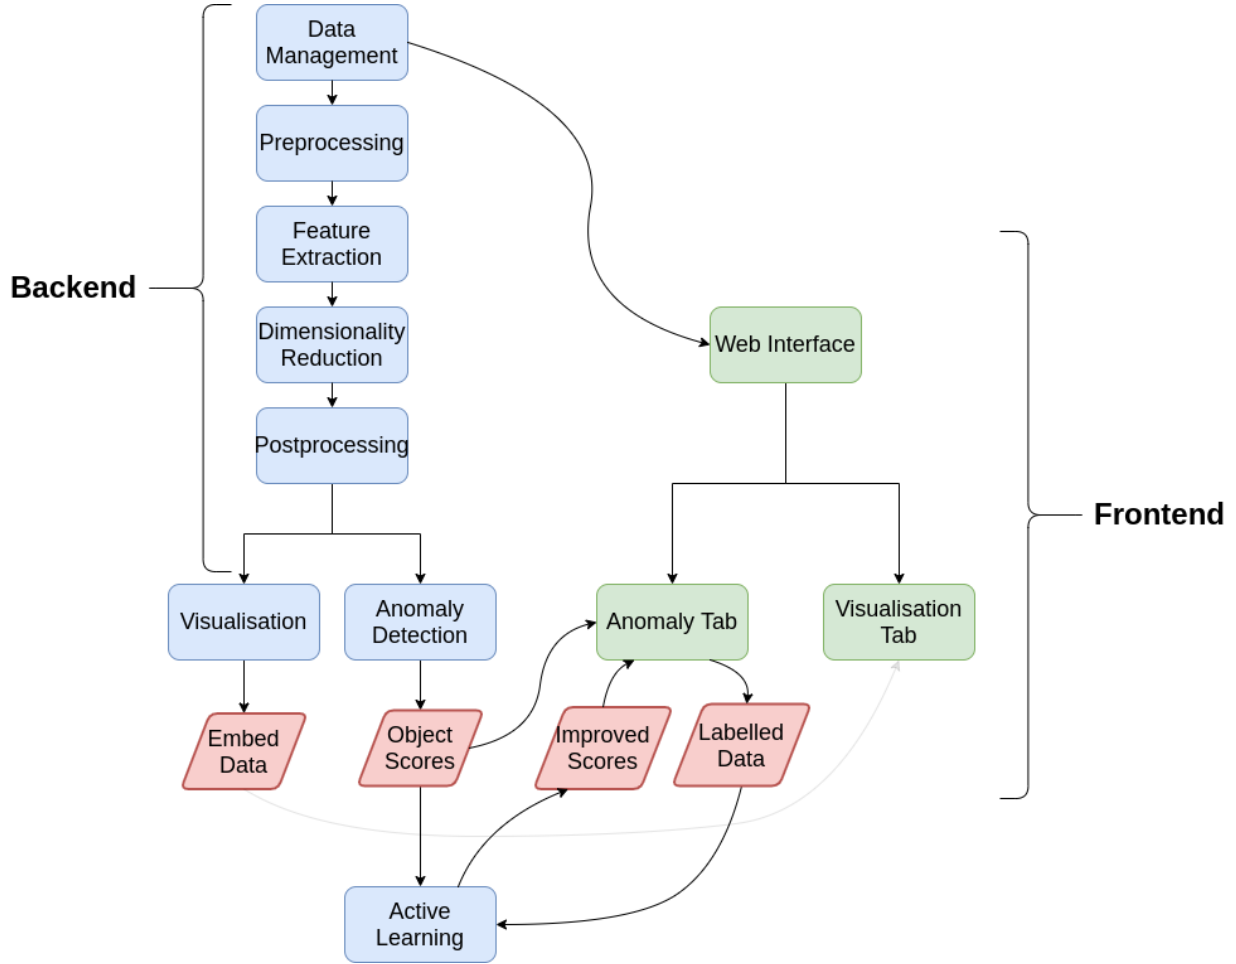 Data
Management
Preprocessing
Feature
Extraction
Backend
Dimensionality
Reduction
Web Interface
Postprocessing
Frontend
Visualisation
Anomaly
Detection
Anomaly Tab
Visualisation
Tab
Embed
Data
Object
Scores
Improved
Scores
Labelled
Data
Active
Learning